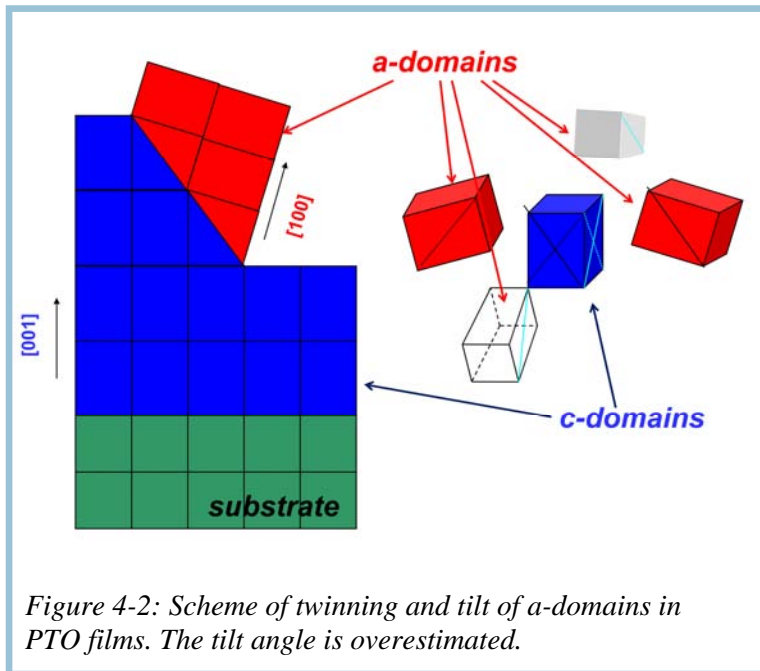 a-domains
[100]
[001]
c-domains
substrate
Figure 4-2: Scheme of twinning and tilt of a-domains in
PTO films. The tilt angle is overestimated.